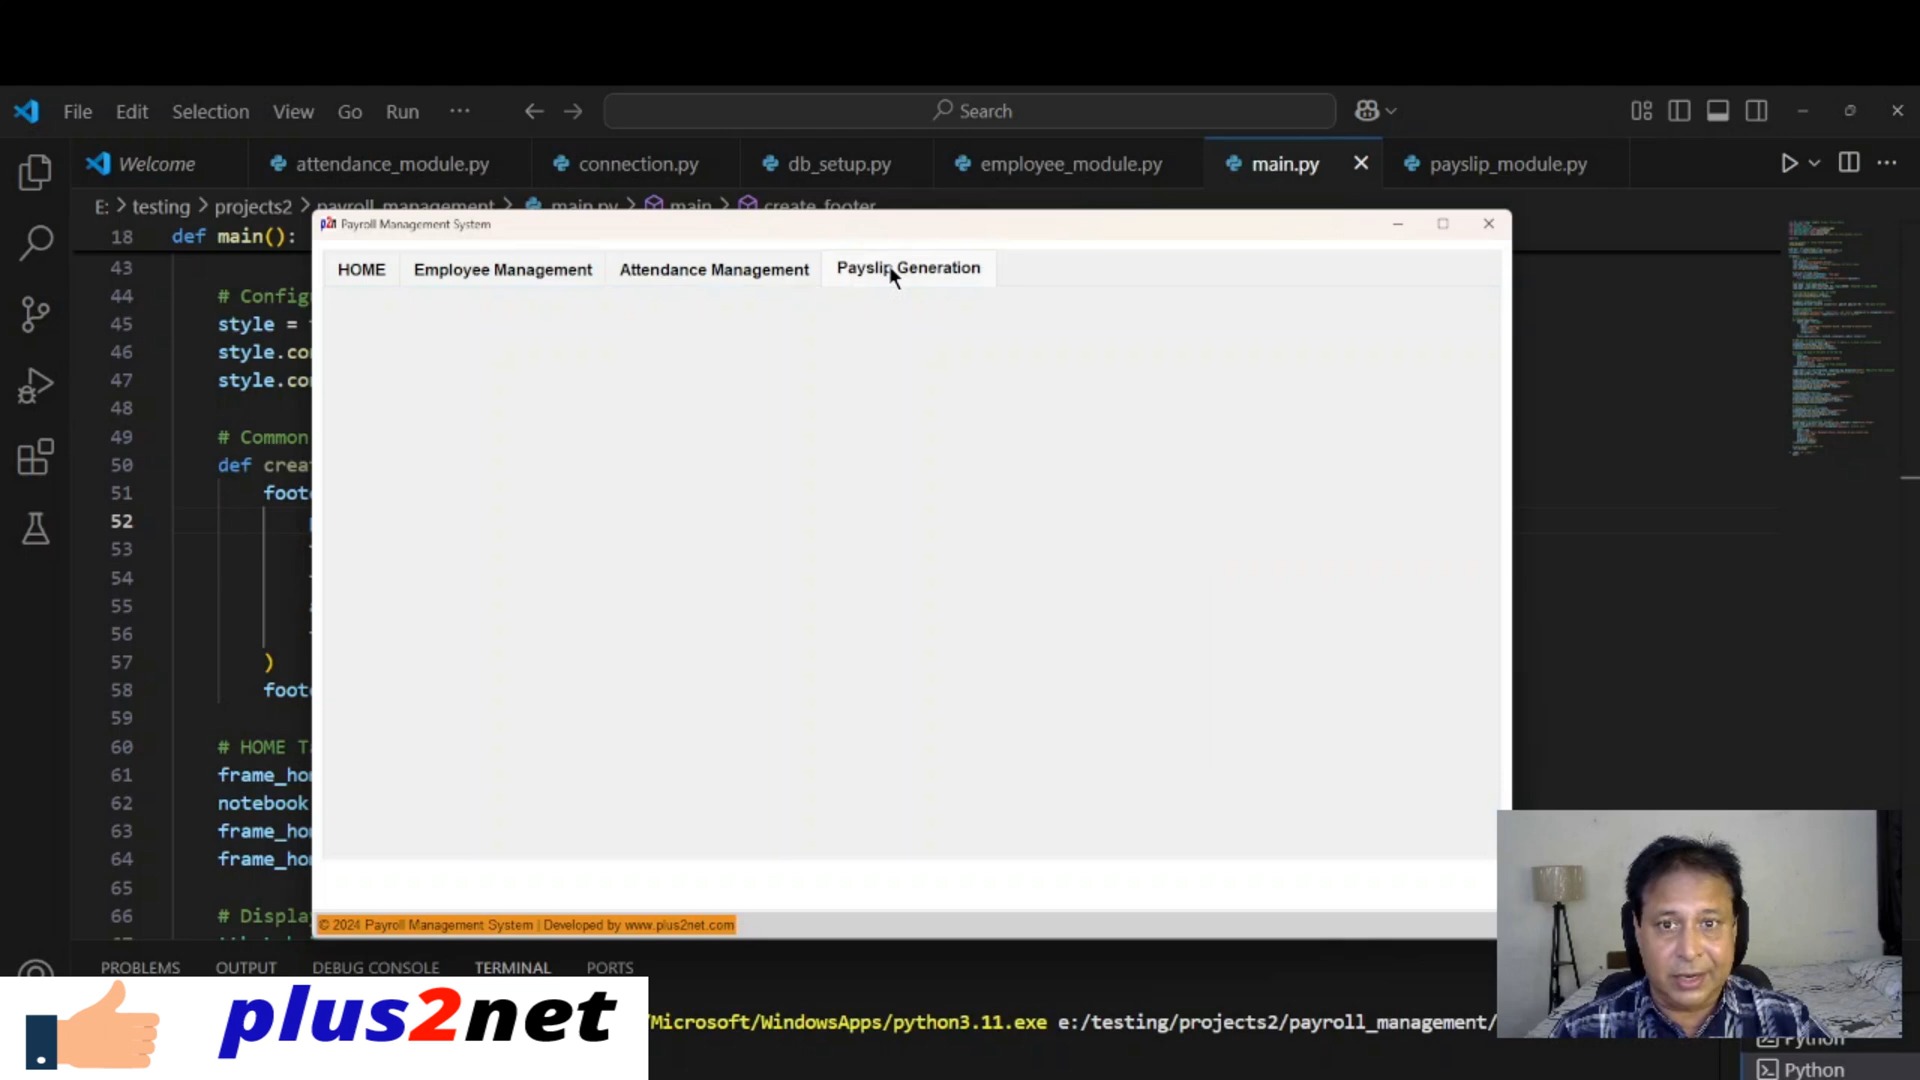 File Edit Selection View Go Run ··· Search
Welcome attendance_module.py connection.py db_setup.py employee_module.py main.py payslip_module.py
E: > testing > projects2 > payroll_management > main.py > main > create_footer
Payroll Management System
18 def main():
HOME Employee Management Attendance Management Payslip Generation
43
44 # Config
45 style =
46 style.co
47 style.co
48
49 # Common
50 def crea
51 foot
52
53
54
55
56
57 )
58 foot
59
60 # HOME T
61 frame_ho
62 notebook
63 frame_ho
64 frame_ho
65
66 # Displa
© 2024 Payroll Management System | Developed by www.plus2net.com
PROBLEMS OUTPUT DEBUG CONSOLE TERMINAL PORTS
plus2net
/Microsoft/WindowsApps/python3.11.exe e:/testing/projects2/payroll_management/
Python
Python